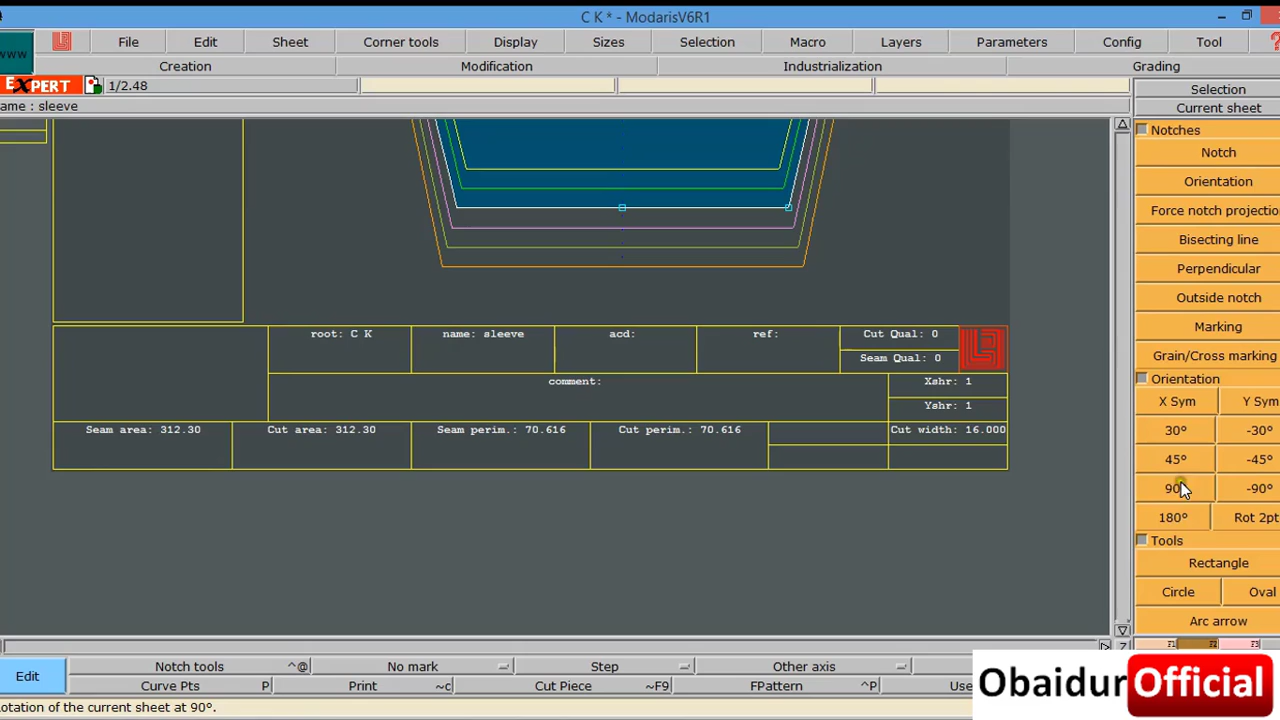 C K * - ModarisV6R1
www File Edit Sheet Corner tools Display Sizes Selection Macro Layers Parameters Config Tool ?
Creation Modification Industrialization Grading
EXPERT 1/2.48 Selection
ame : sleeve Current sheet
Notches
Notch
Orientation
Force notch projectio
Bisecting line
Perpendicular
Outside notch
Marking
Grain/Cross marking
Orientation
X Sym Y Sym
30° -30°
45° -45°
90° -90°
180° Rot 2pt
Tools
Rectangle
Circle Oval
Arc arrow
F1 F2 F3
root: C K name: sleeve acd: ref: Cut Qual: 0
Seam Qual: 0
comment: Xshr: 1
Yshr: 1
Seam area: 312.30 Cut area: 312.30 Seam perim.: 70.616 Cut perim.: 70.616 Cut width: 16.000
Z
Edit Notch tools ^@ No mark Step Other axis
Curve Pts P Print ~c Cut Piece ~F9 FPattern ^P Use
otation of the current sheet at 90°.
Obaidur Official